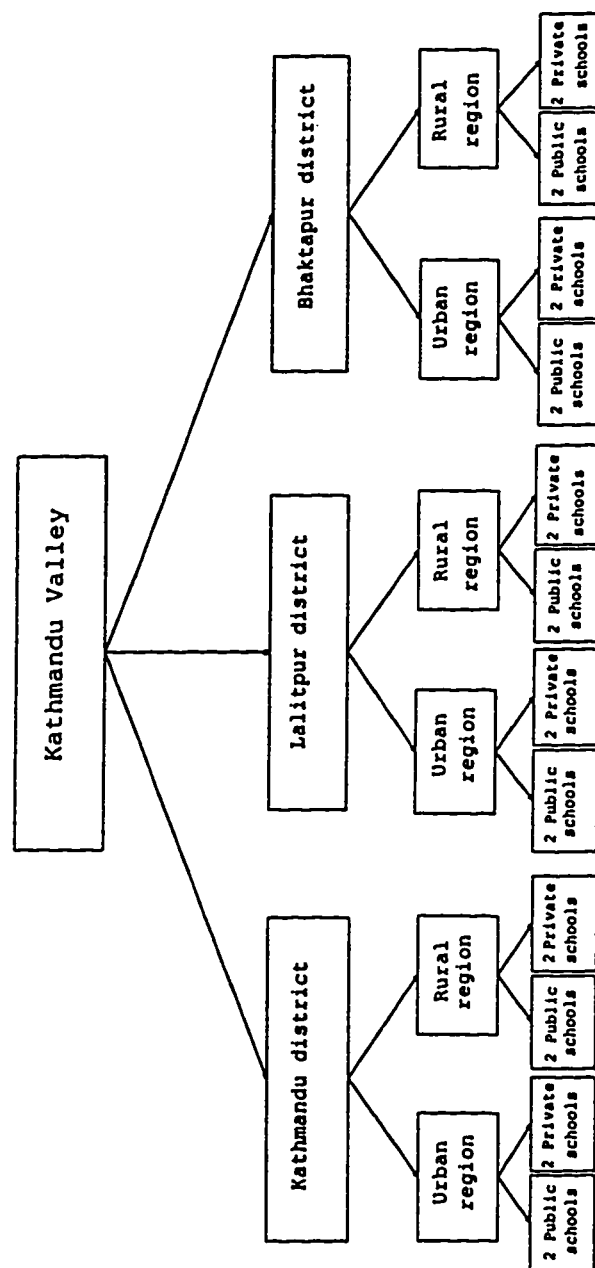 Kathmandu Valley
Kathmandu district
Lalitpur district
Bhaktapur district
Urban
region
Rural
region
Urban
region
Rural
region
Urban
region
Rural
region
2 Public
schools
2 Private
schools
2 Public
schools
2 Private
schools
2 Public
schools
2 Private
schools
2 Public
schools
2 Private
schools
2 Public
schools
2 Private
schools
2 Public
schools
2 Private
schools